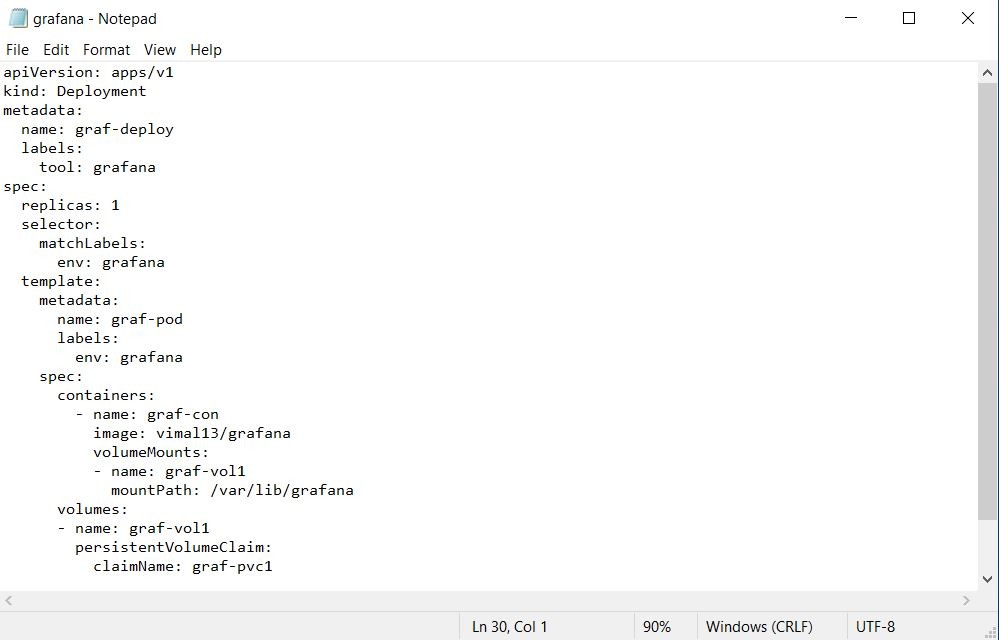 grafana - Notepad
File Edit Format View Help
apiVersion: apps/v1
kind: Deployment
metadata:
  name: graf-deploy
  labels:
    tool: grafana
spec:
  replicas: 1
  selector:
    matchLabels:
      env: grafana
  template:
    metadata:
      name: graf-pod
      labels:
        env: grafana
    spec:
      containers:
        - name: graf-con
          image: vimal13/grafana
          volumeMounts:
          - name: graf-vol1
            mountPath: /var/lib/grafana
      volumes:
      - name: graf-vol1
        persistentVolumeClaim:
          claimName: graf-pvc1
Ln 30, Col 1 90% Windows (CRLF) UTF-8